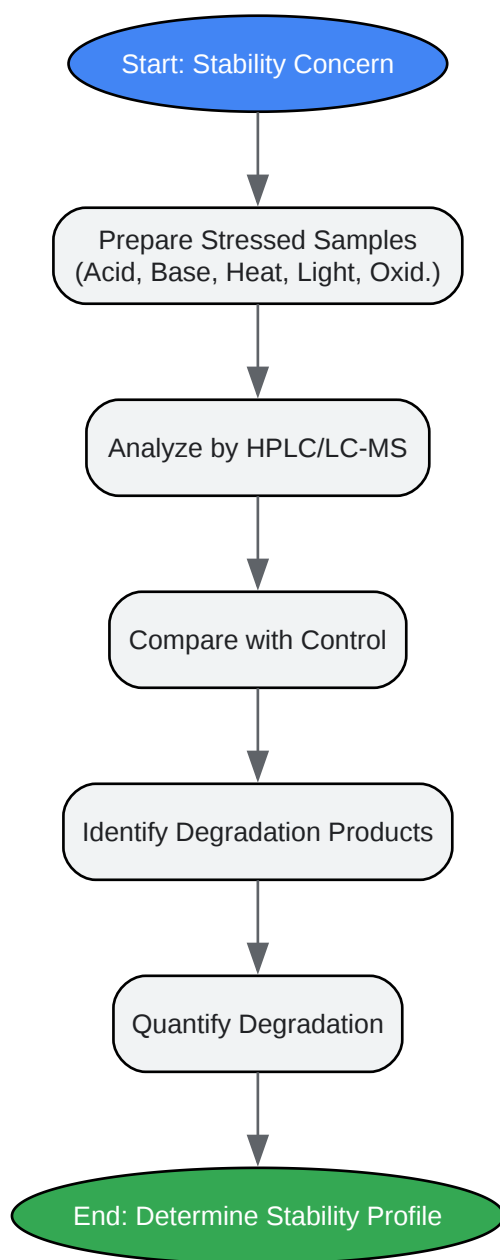 Start: Stability Concern
Prepare Stressed Samples
(Acid, Base, Heat, Light, Oxid.)
Analyze by HPLC/LC-MS
Compare with Control
Identify Degradation Products
Quantify Degradation
End: Determine Stability Profile